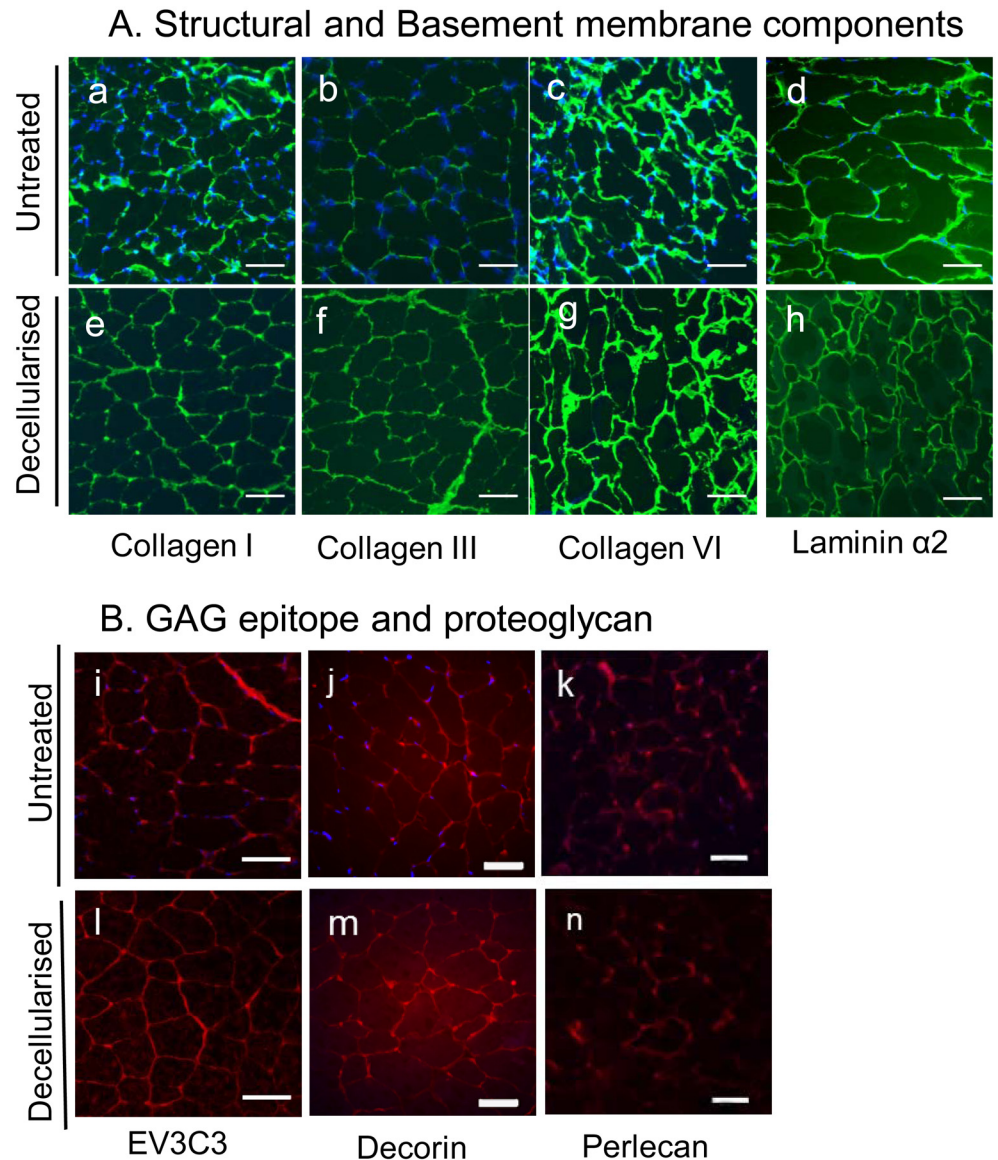 A. Structural and Basement membrane components
Untreated
a
b
c
d
Decellularised
e
f
g
h
Collagen I
Collagen III
Collagen VI
Laminin α2
B. GAG epitope and proteoglycan
Untreated
i
j
k
Decellularised
l
m
n
EV3C3
Decorin
Perlecan